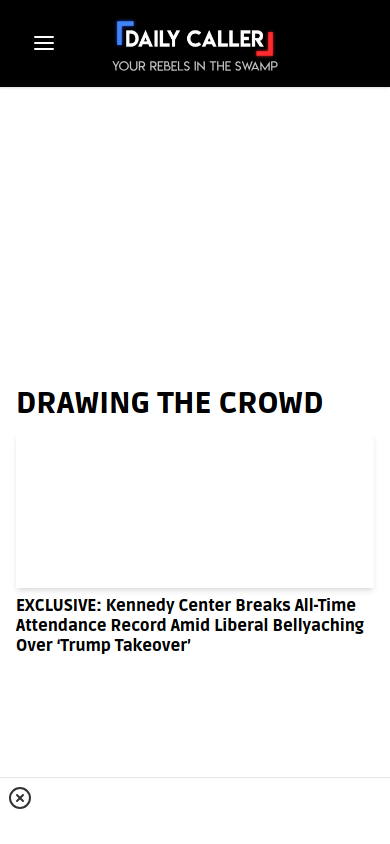 DAILY CALLER
YOUR REBELS IN THE SWAMP
DRAWING THE CROWD
EXCLUSIVE: Kennedy Center Breaks All-Time
Attendance Record Amid Liberal Bellyaching
Over ‘Trump Takeover’